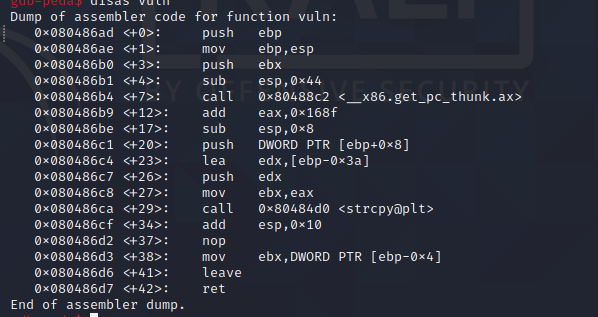 gdb-peda$ disas vuln
Dump of assembler code for function vuln:
   0x080486ad <+0>:     push   ebp
   0x080486ae <+1>:     mov    ebp,esp
   0x080486b0 <+3>:     push   ebx
   0x080486b1 <+4>:     sub    esp,0x44
   0x080486b4 <+7>:     call   0x80488c2 <__x86.get_pc_thunk.ax>
   0x080486b9 <+12>:    add    eax,0x168f
   0x080486be <+17>:    sub    esp,0x8
   0x080486c1 <+20>:    push   DWORD PTR [ebp+0x8]
   0x080486c4 <+23>:    lea    edx,[ebp-0x3a]
   0x080486c7 <+26>:    push   edx
   0x080486c8 <+27>:    mov    ebx,eax
   0x080486ca <+29>:    call   0x80484d0 <strcpy@plt>
   0x080486cf <+34>:    add    esp,0x10
   0x080486d2 <+37>:    nop
   0x080486d3 <+38>:    mov    ebx,DWORD PTR [ebp-0x4]
   0x080486d6 <+41>:    leave
   0x080486d7 <+42>:    ret
End of assembler dump.